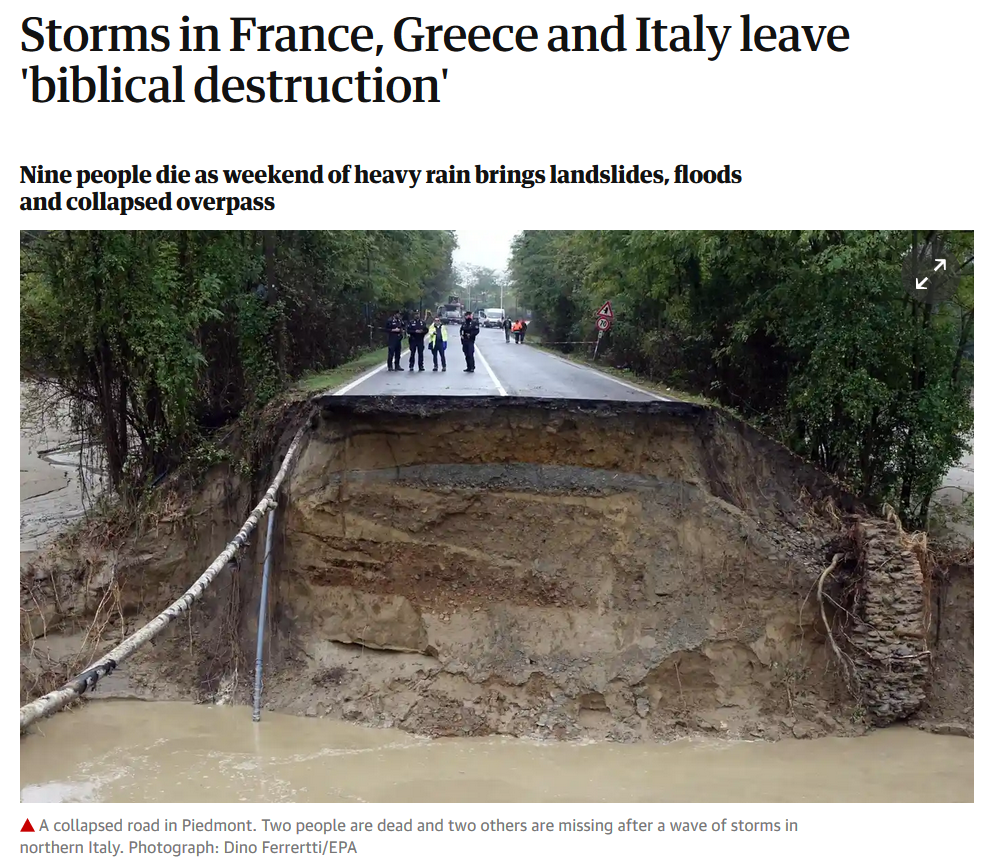 Storms in France, Greece and Italy leave
'biblical destruction'
Nine people die as weekend of heavy rain brings landslides, floods
and collapsed overpass
70
A collapsed road in Piedmont. Two people are dead and two others are missing after a wave of storms in
northern Italy. Photograph: Dino Ferrertti/EPA